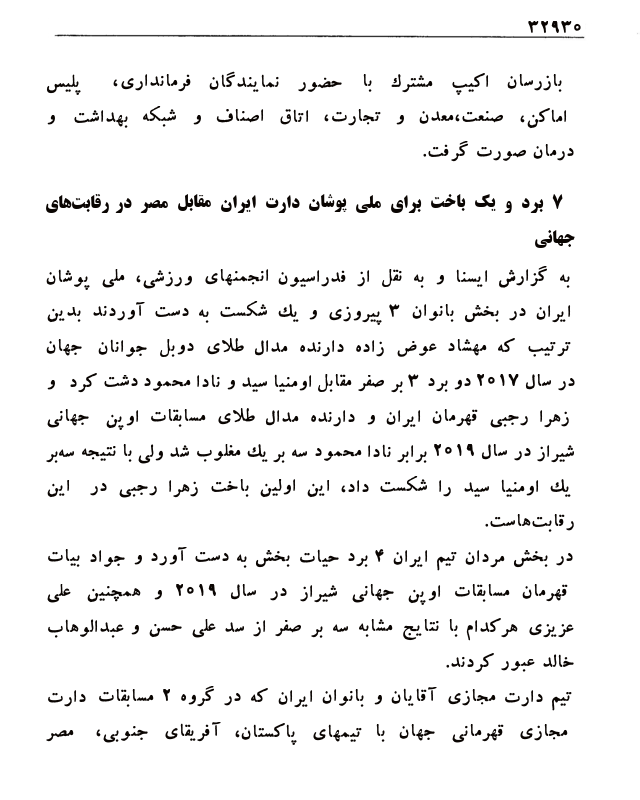 ۳۲۹۳۰
بازرسان اکیپ مشترك با حضور نمایندگان فرمانداری، پلیس
اماکن، صنعت،معدن و تجارت، اتاق اصناف و شبکه بهداشت و
درمان صورت گرفت.
۷ برد و یک باخت برای ملی پوشان دارت ایران مقابل مصر در رقابت‌های
جهانی
به گزارش ایسنا و به نقل از فدراسیون انجمنهای ورزشی، ملی پوشان
ایران در بخش بانوان ۳ پیروزی و یك شکست به دست آوردند بدین
ترتیب که مهشاد عوض زاده دارنده مدال طلای دوبل جوانان جهان
در سال ۲۰۱۷ دو برد ۳ بر صفر مقابل اومنیا سید و نادا محمود دشت کرد و
زهرا رجبی قهرمان ایران و دارنده مدال طلای مسابقات اوپن جهانی
شیراز در سال ۲۰۱۹ برابر نادا محمود سه بر یك مغلوب شد ولی با نتیجه سه‌بر
یك اومنیا سید را شکست داد، این اولین باخت زهرا رجبی در این
رقابت‌هاست.
در بخش مردان تیم ایران ۴ برد حیات بخش به دست آورد و جواد بیات
قهرمان مسابقات اوپن جهانی شیراز در سال ۲۰۱۹ و همچنین علی
عزیزی هرکدام با نتایج مشابه سه بر صفر از سد علی حسن و عبدالوهاب
خالد عبور کردند.
تیم دارت مجازی آقایان و بانوان ایران که در گروه ۲ مسابقات دارت
مجازی قهرمانی جهان با تیمهای پاکستان، آفریقای جنوبی، مصر